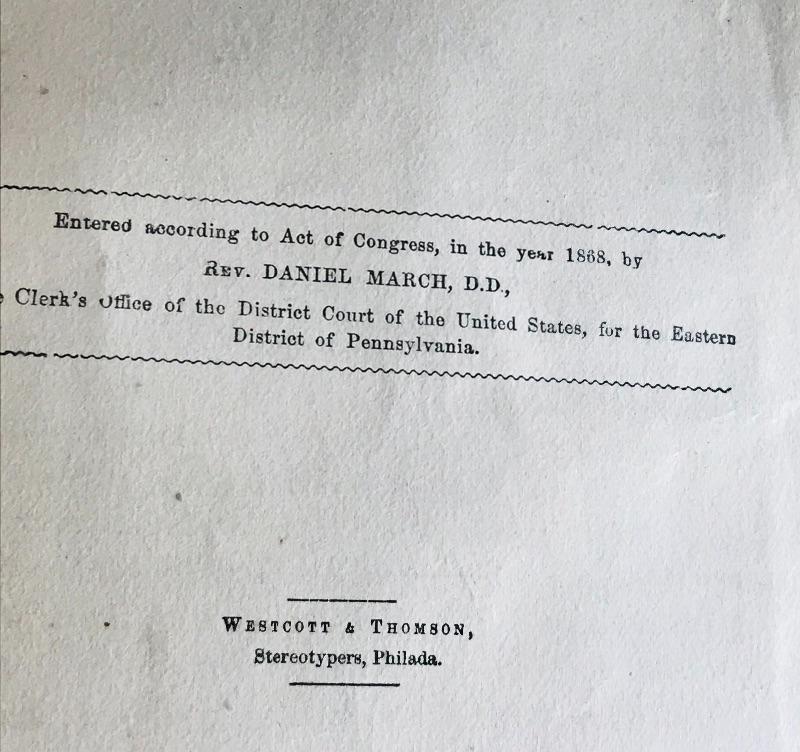 Entered according to Act of Congress, in the year 1868, by
REV. DANIEL MARCH, D.D.,
Clerk's Office of the District Court of the United States, for the Eastern
District of Pennsylvania.
WESTCOTT & THOMSON,
Stereotypers, Philada.